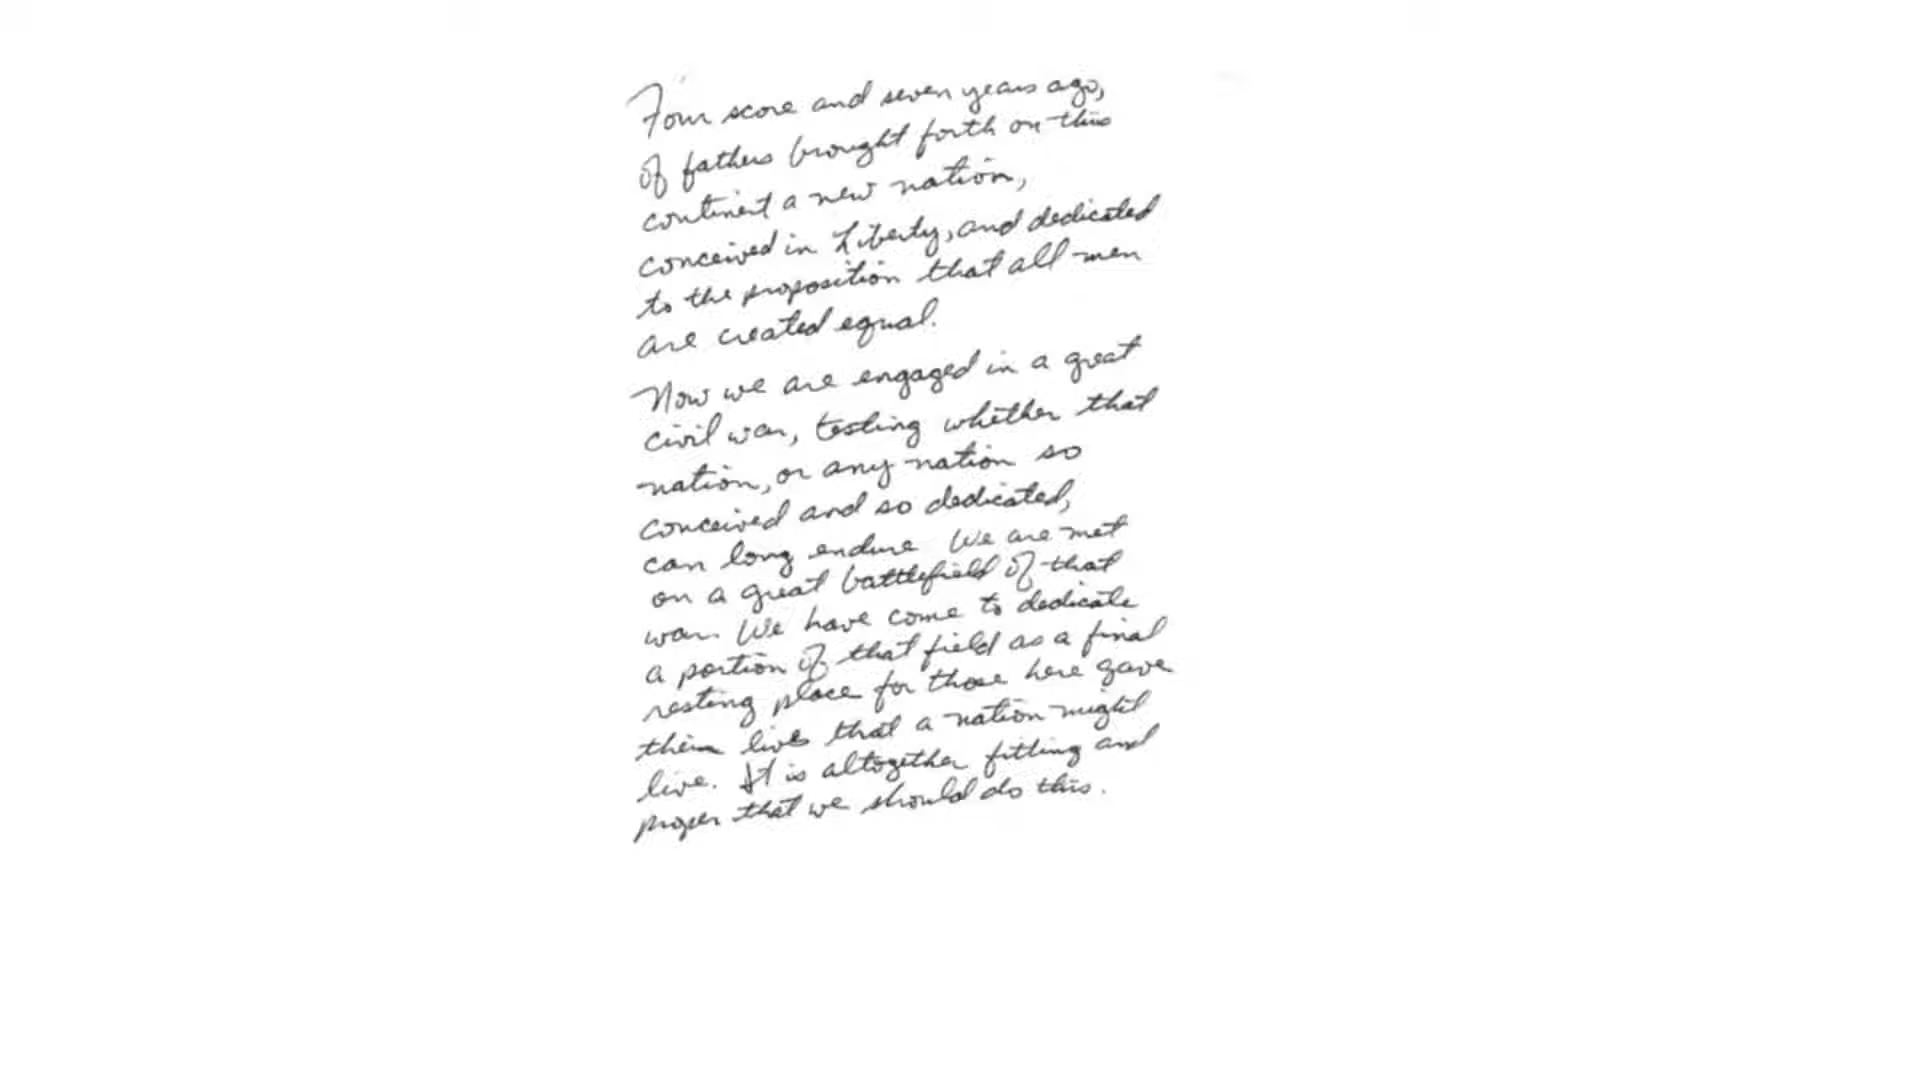 Four score and seven years ago,
of fathers brought forth on this
continent a new nation,
conceived in Liberty, and dedicated
to the proposition that all men
are created equal.
Now we are engaged in a great
civil war, testing whether that
nation, or any nation so
conceived and so dedicated,
can long endure We are met
on a great battlefield of that
war. We have come to dedicate
a portion of that field as a final
resting place for those here gave
their lives that a nation might
live. It is altogether fitting and
proper that we should do this.